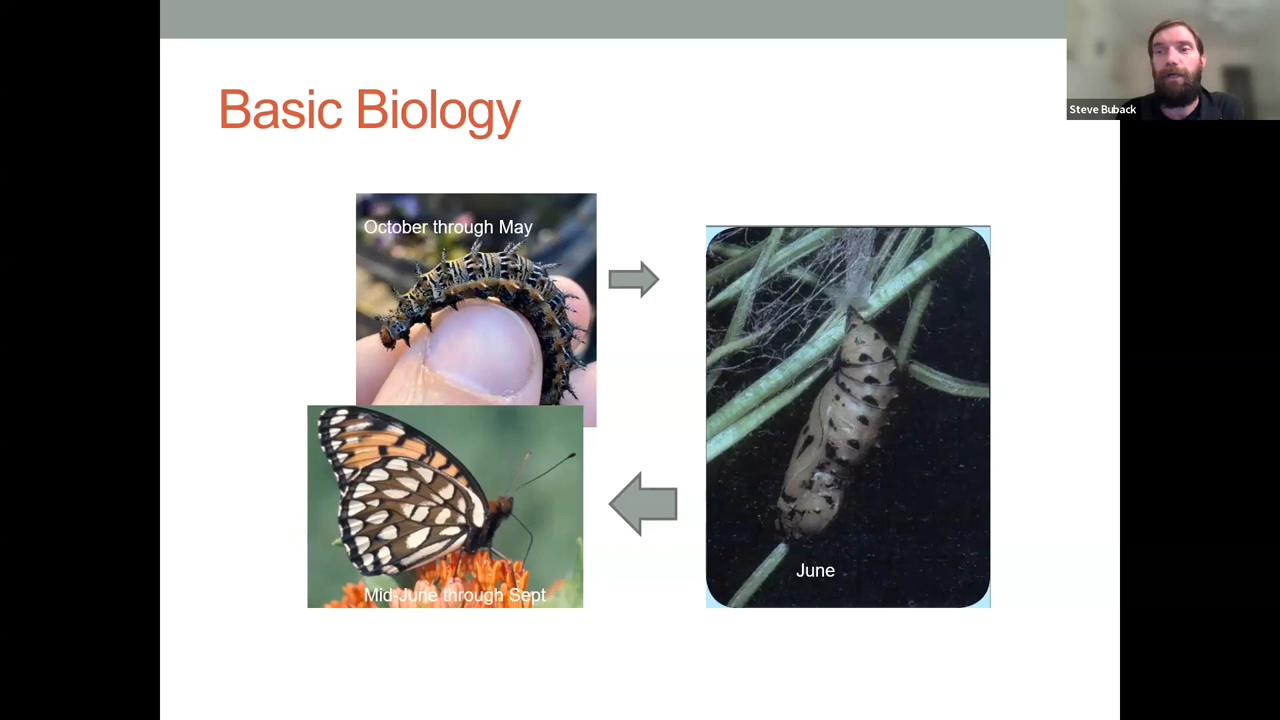 Basic Biology
Steve Buback
October through May
June
Mid-June through Sept